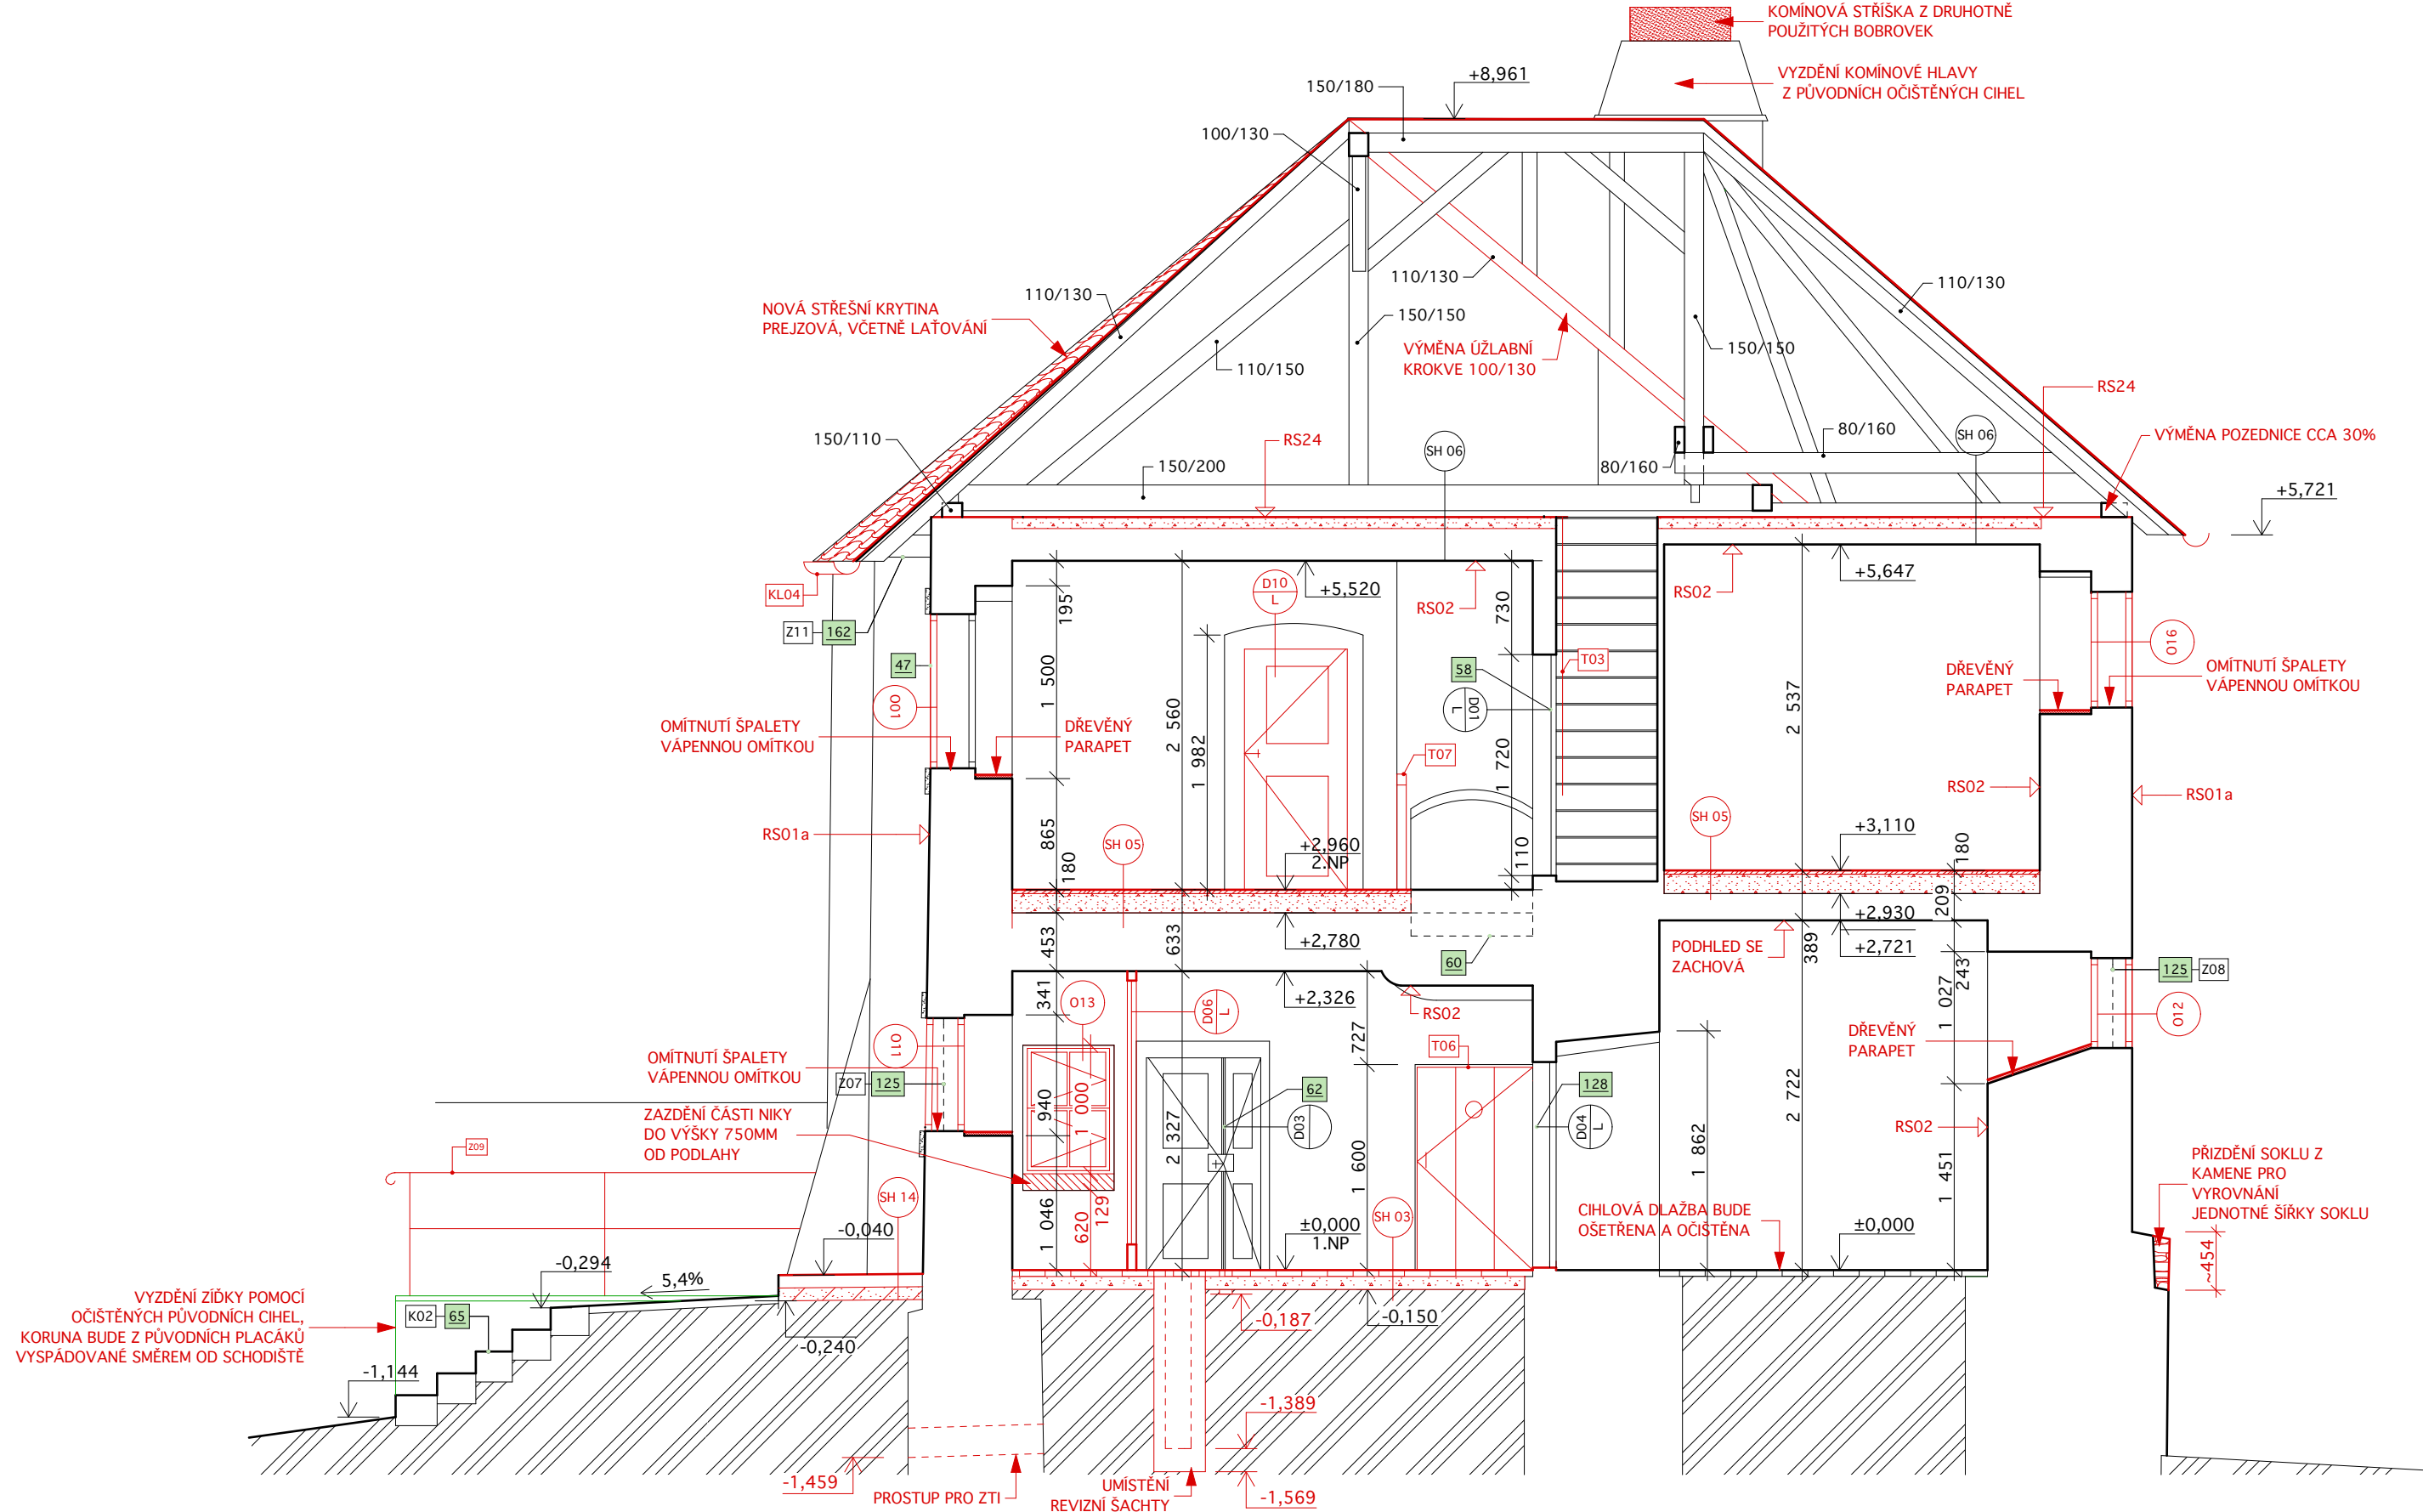 KOMÍNOVÁ STŘÍŠKA Z DRUHOTNĚ
POUŽITÝCH BOBROVEK
+8,961
VYZDĚNÍ KOMÍNOVÉ HLAVY
Z PŮVODNÍCH OČIŠTĚNÝCH CIHEL
150/180
100/130
110/130
110/130
110/130
NOVÁ STŘEŠNÍ KRYTINA
PREJZOVÁ, VČETNĚ LAŤOVÁNÍ
150/150
150/150
VÝMĚNA ÚŽLABNÍ
KROKVE 100/130
110/150
RS24
150/110
RS24
SH 06
80/160
SH 06
VÝMĚNA POZEDNICE CCA 30%
150/200
80/160
+5,721
KL04
195
D10
L
+5,520
RS02
730
RS02
+5,647
Z11
162
47
O01
1 500
2 560
1 982
58
D01
L
T03
2 537
DŘEVĚNÝ
PARAPET
O16
OMÍTNUTÍ ŠPALETY
VÁPENNOU OMÍTKOU
OMÍTNUTÍ ŠPALETY
VÁPENNOU OMÍTKOU
DŘEVĚNÝ
PARAPET
T07
1 720
RS02
RS01a
RS01a
865
180
SH 05
+2,960
2.NP
110
SH 05
+3,110
180
453
633
+2,780
60
PODHLED SE
ZACHOVÁ
389
+2,930
209
+2,721
341
O13
D06
L
+2,326
RS02
727
1 027
243
125
Z08
O12
O11
OMÍTNUTÍ ŠPALETY
VÁPENNOU OMÍTKOU
Z07
125
940
1 000
T06
DŘEVĚNÝ
PARAPET
ZAZDĚNÍ ČÁSTI NIKY
DO VÝŠKY 750MM
OD PODLAHY
2 327
62
D03
1 600
128
D04
L
1 862
2 722
RS02
1 451
Z09
SH 14
1 046
620
129
±0,000
1.NP
SH 03
CIHLOVÁ DLAŽBA BUDE
OŠETŘENA A OČIŠTĚNA
±0,000
PŘIZDĚNÍ SOKLU Z
KAMENE PRO
VYROVNÁNÍ
JEDNOTNÉ ŠÍŘKY SOKLU
~454
-0,040
-0,294
5,4%
VYZDĚNÍ ZÍDKY POMOCÍ
OČIŠTĚNÝCH PŮVODNÍCH CIHEL,
KORUNA BUDE Z PŮVODNÍCH PLACÁKŮ
VYSPÁDOVANÉ SMĚREM OD SCHODIŠTĚ
K02
65
-0,240
-0,187
-0,150
-1,144
-1,389
-1,459
PROSTUP PRO ZTI
UMÍSTĚNÍ
REVIZNÍ ŠACHTY
-1,569